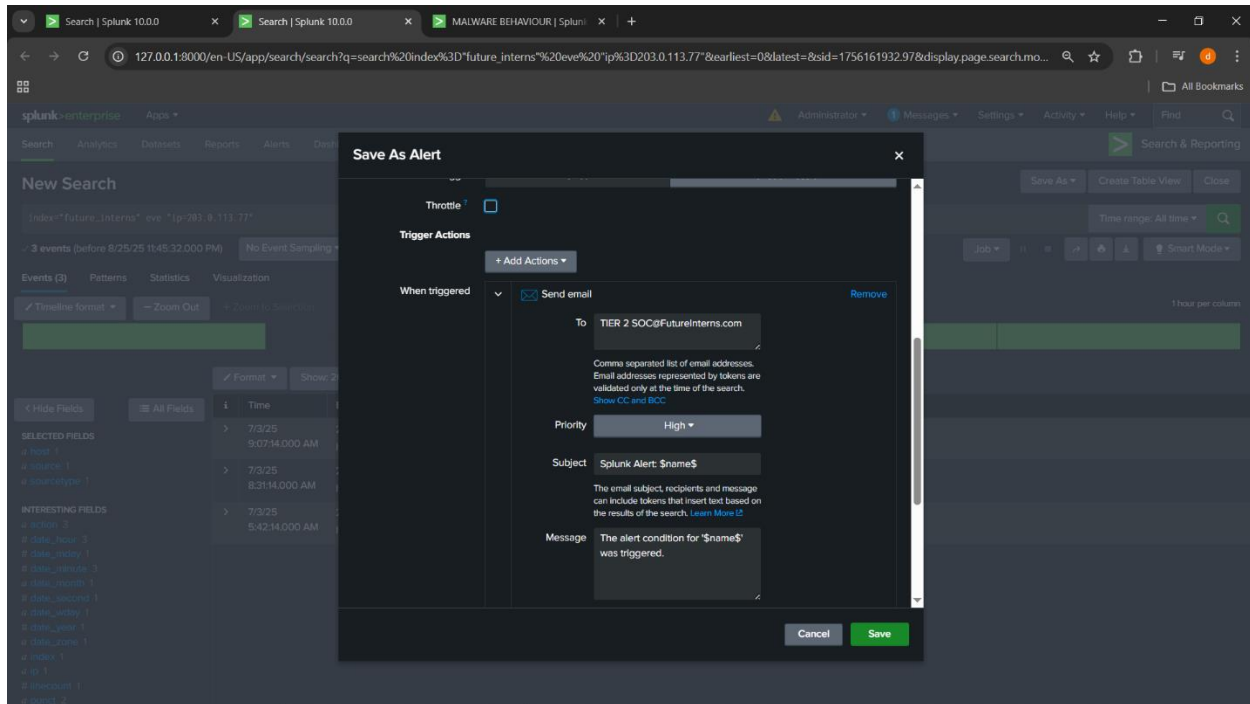 Search | Splunk 10.0.0
Search | Splunk 10.0.0
MALWARE BEHAVIOUR | Splun
127.0.0.1:8000/en-US/app/search/search?q=search%20index%3D"future_interns"%20eve%20"ip%3D203.0.113.77"&earliest=0&latest=&sid=1756161932.97&display.page.search.mo...
All Bookmarks
splunk>enterprise Apps
Administrator 1 Messages Settings Activity Help Find
Search Analytics Datasets Reports Alerts Dash
Search & Reporting
Save As Alert
New Search
Save As Create Table View Close
Throttle ?
index="future_interns" eve "ip=203.0.113.77"
Time range: All time
Trigger Actions
3 events (before 8/25/25 11:45:32.000 PM) No Event Sampling
Job Smart Mode
+ Add Actions
Events (3) Patterns Statistics Visualization
When triggered Send email Remove
Timeline format — Zoom Out
1 hour per column
To TIER 2 SOC@FutureInterns.com
Comma separated list of email addresses.
Email addresses represented by tokens are
validated only at the time of the search.
Show CC and BCC
Format Show: 2
< Hide Fields All Fields i Time
Priority High
SELECTED FIELDS
a host 1
a source 1
a sourcetype 1
7/3/25
9:07:14.000 AM
7/3/25
8:31:14.000 AM
7/3/25
5:42:14.000 AM
Subject Splunk Alert: $name$
The email subject, recipients and message
can include tokens that insert text based on
the results of the search. Learn More
Message The alert condition for '$name$'
was triggered.
INTERESTING FIELDS
a action 3
# date_hour 3
# date_mday 1
# date_minute 3
a date_month 1
# date_second 1
a date_wday 1
# date_year 1
a date_zone 1
a index 1
a ip 1
# linecount 1
a punct 2
Cancel Save